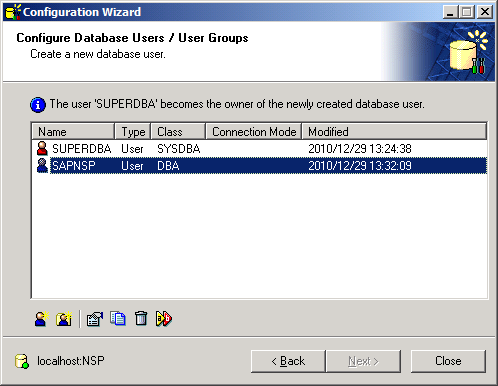 Configuration Wizard
Configure Database Users / User Groups
Create a new database user.
The user 'SUPERDBA' becomes the owner of the newly created database user.
Name Type Class Connection Mode Modified
SUPERDBA User SYSDBA 2010/12/29 13:24:38
SAPNSP User DBA 2010/12/29 13:32:09
localhost:NSP < Back Next > Close